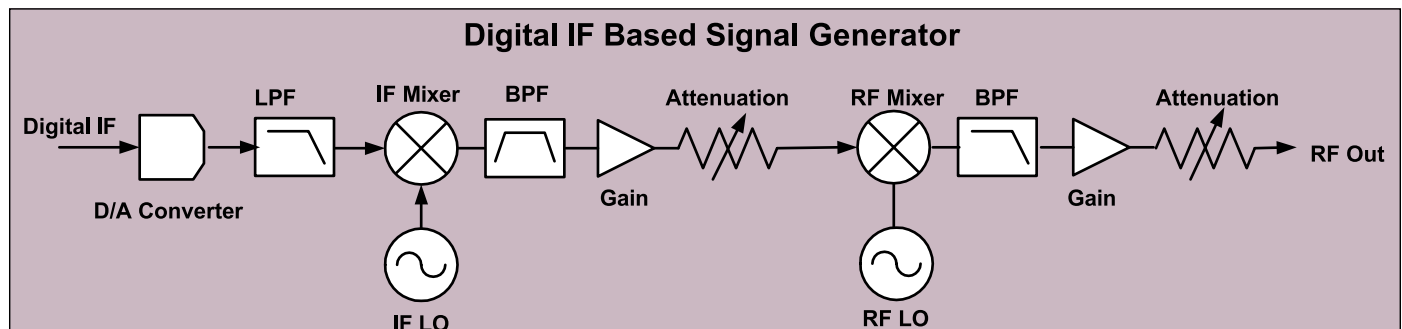 Digital IF Based Signal Generator
Digital IF
D/A Converter
LPF
IF Mixer
IF LO
BPF
Gain
Attenuation
RF Mixer
RF LO
BPF
Gain
Attenuation
RF Out